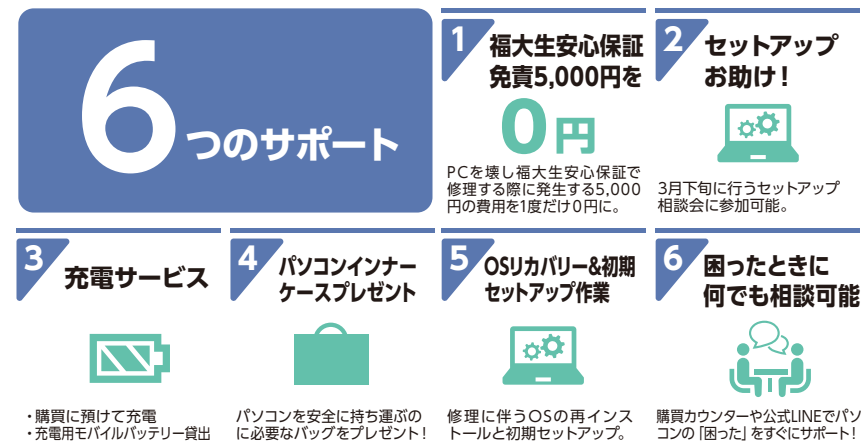 6つのサポート
1
福大生安心保証
免責5,000円を
0円
PCを壊し福大生安心保証で
修理する際に発生する5,000
円の費用を1度だけ0円に。
2
セットアップ
お助け!
3月下旬に行うセットアップ
相談会に参加可能。
3
充電サービス
・購買に預けて充電
・充電用モバイルバッテリー貸出
4
パソコンインナー
ケースプレゼント
パソコンを安全に持ち運ぶの
に必要なバッグをプレゼント!
5
OSリカバリー&初期
セットアップ作業
修理に伴うOSの再インス
トールと初期セットアップ。
6
困ったときに
何でも相談可能
購買カウンターや公式LINEでパソ
コンの「困った」をすぐにサポート!